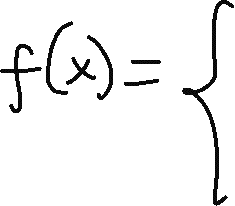 f(x) = {